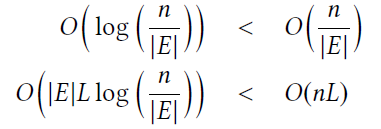 O(log(n/|E|)) < O(n/|E|)
O(|E|L log(n/|E|)) < O(nL)